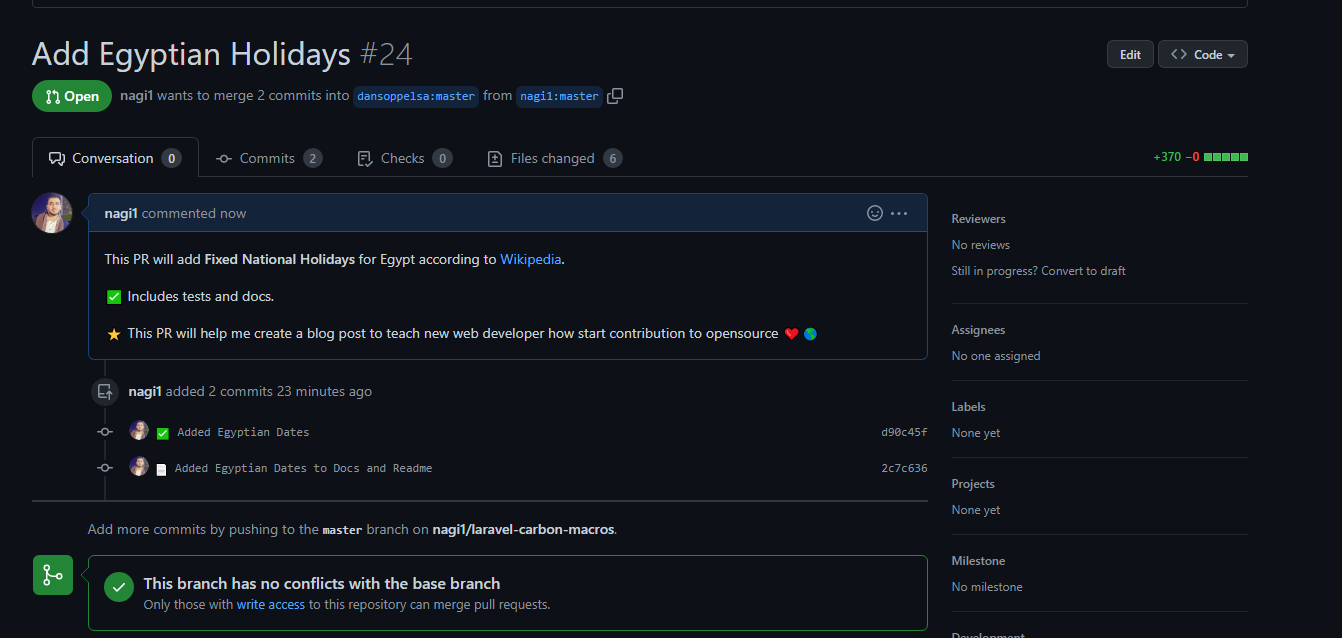 Add Egyptian Holidays #24
Edit
<> Code
Open
nagi1 wants to merge 2 commits into dansoppelsa:master from nagi1:master
Conversation 0
Commits 2
Checks 0
Files changed 6
+370 −0
nagi1 commented now
This PR will add Fixed National Holidays for Egypt according to Wikipedia.
✅ Includes tests and docs.
⭐ This PR will help me create a blog post to teach new web developer how start contribution to opensource ❤️ 🌎
nagi1 added 2 commits 23 minutes ago
✅ Added Egyptian Dates d90c45f
Added Egyptian Dates to Docs and Readme 2c7c636
Add more commits by pushing to the master branch on nagi1/laravel-carbon-macros.
This branch has no conflicts with the base branch
Only those with write access to this repository can merge pull requests.
Reviewers
No reviews
Still in progress? Convert to draft
Assignees
No one assigned
Labels
None yet
Projects
None yet
Milestone
No milestone
Development